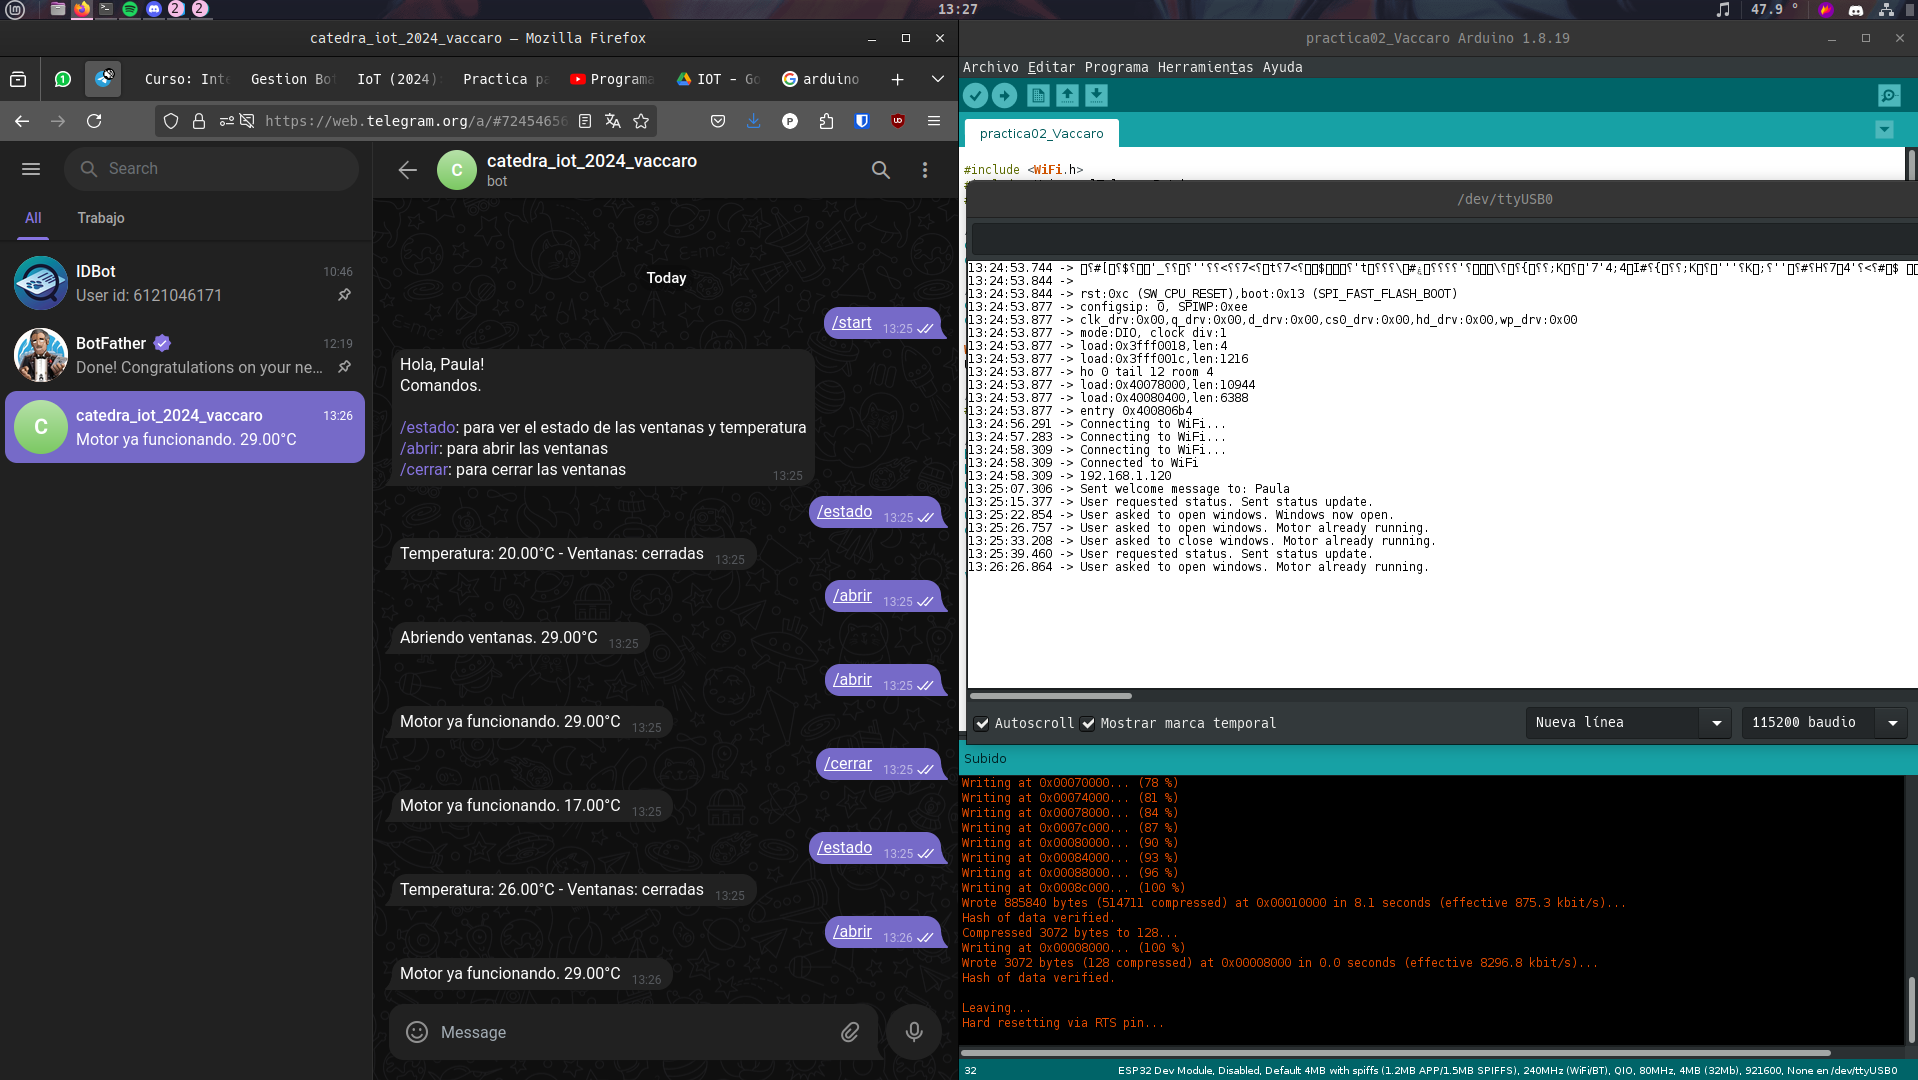 13:27
47.9 °
catedra_iot_2024_vaccaro — Mozilla Firefox
Curso: Inte
Gestion Bo
IoT (2024):
Practica pa
Programa
IOT - Go
arduino
https://web.telegram.org/a/#72454656
Search
All
Trabajo
IDBot
10:46
User id: 6121046171
BotFather
12:19
Done! Congratulations on your ne...
catedra_iot_2024_vaccaro
13:26
Motor ya funcionando. 29.00°C
catedra_iot_2024_vaccaro
bot
Today
/start 13:25
Hola, Paula!
Comandos.
/estado: para ver el estado de las ventanas y temperatura
/abrir: para abrir las ventanas
/cerrar: para cerrar las ventanas
13:25
/estado 13:25
Temperatura: 20.00°C - Ventanas: cerradas 13:25
/abrir 13:25
Abriendo ventanas. 29.00°C 13:25
/abrir 13:25
Motor ya funcionando. 29.00°C 13:25
/cerrar 13:25
Motor ya funcionando. 17.00°C 13:25
/estado 13:25
Temperatura: 26.00°C - Ventanas: cerradas 13:25
/abrir 13:26
Motor ya funcionando. 29.00°C 13:26
Message
practica02_Vaccaro Arduino 1.8.19
Archivo Editar Programa Herramientas Ayuda
practica02_Vaccaro
#include <WiFi.h>
/dev/ttyUSB0
13:24:53.744 ->
13:24:53.844 ->
13:24:53.844 -> rst:0xc (SW_CPU_RESET),boot:0x13 (SPI_FAST_FLASH_BOOT)
13:24:53.877 -> configsip: 0, SPIWP:0xee
13:24:53.877 -> clk_drv:0x00,q_drv:0x00,d_drv:0x00,cs0_drv:0x00,hd_drv:0x00,wp_drv:0x00
13:24:53.877 -> mode:DIO, clock div:1
13:24:53.877 -> load:0x3fff0018,len:4
13:24:53.877 -> load:0x3fff001c,len:1216
13:24:53.877 -> ho 0 tail 12 room 4
13:24:53.877 -> load:0x40078000,len:10944
13:24:53.877 -> load:0x40080400,len:6388
13:24:53.877 -> entry 0x400806b4
13:24:56.291 -> Connecting to WiFi...
13:24:57.283 -> Connecting to WiFi...
13:24:58.309 -> Connecting to WiFi...
13:24:58.309 -> Connected to WiFi
13:24:58.309 -> 192.168.1.120
13:25:07.306 -> Sent welcome message to: Paula
13:25:15.377 -> User requested status. Sent status update.
13:25:22.854 -> User asked to open windows. Windows now open.
13:25:26.757 -> User asked to open windows. Motor already running.
13:25:33.208 -> User asked to close windows. Motor already running.
13:25:39.460 -> User requested status. Sent status update.
13:26:26.864 -> User asked to open windows. Motor already running.
Autoscroll
Mostrar marca temporal
Nueva línea
115200 baudio
Subido
Writing at 0x00070000... (78 %)
Writing at 0x00074000... (81 %)
Writing at 0x00078000... (84 %)
Writing at 0x0007c000... (87 %)
Writing at 0x00080000... (90 %)
Writing at 0x00084000... (93 %)
Writing at 0x00088000... (96 %)
Writing at 0x0008c000... (100 %)
Wrote 885840 bytes (514711 compressed) at 0x00010000 in 8.1 seconds (effective 875.3 kbit/s)...
Hash of data verified.
Compressed 3072 bytes to 128...
Writing at 0x00008000... (100 %)
Wrote 3072 bytes (128 compressed) at 0x00008000 in 0.0 seconds (effective 8296.8 kbit/s)...
Hash of data verified.
Leaving...
Hard resetting via RTS pin...
32
ESP32 Dev Module, Disabled, Default 4MB with spiffs (1.2MB APP/1.5MB SPIFFS), 240MHz (WiFi/BT), QIO, 80MHz, 4MB (32Mb), 921600, None en /dev/ttyUSB0